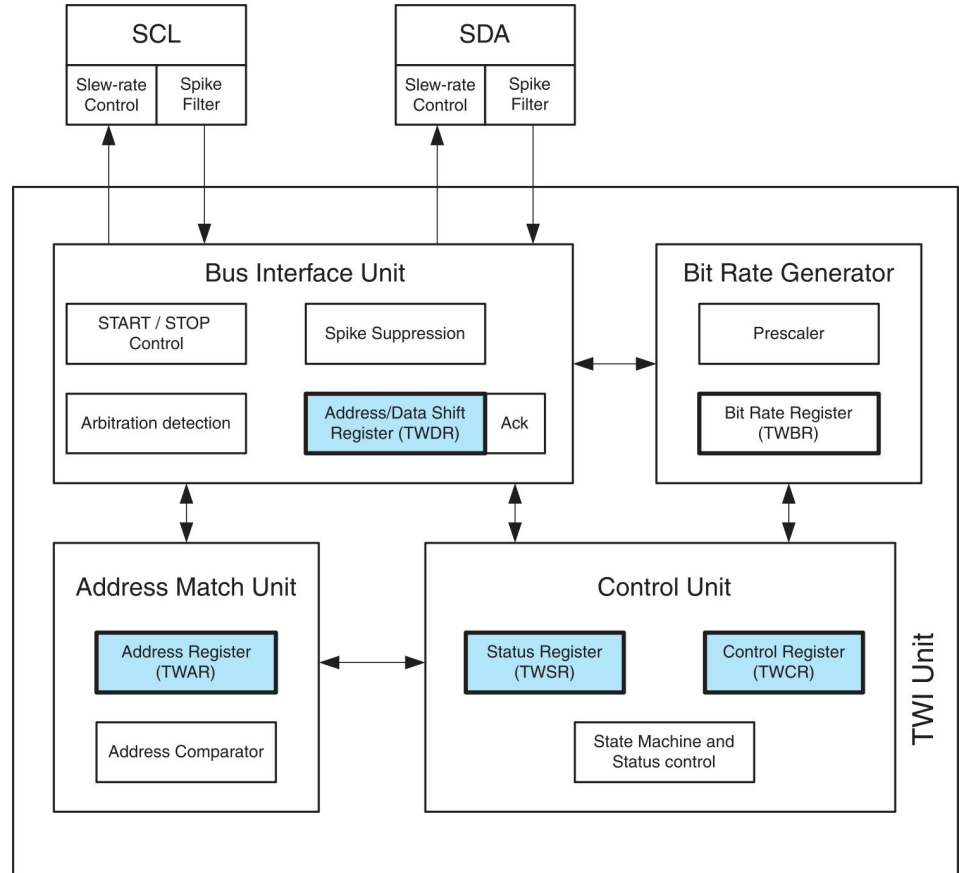 SCL
SDA
Slew-rate
Control
Spike
Filter
Slew-rate
Control
Spike
Filter
Bus Interface Unit
START / STOP
Control
Spike Suppression
Arbitration detection
Address/Data Shift
Register (TWDR)
Ack
Bit Rate Generator
Prescaler
Bit Rate Register
(TWBR)
Address Match Unit
Address Register
(TWAR)
Address Comparator
Control Unit
Status Register
(TWSR)
Control Register
(TWCR)
State Machine and
Status control
TWI Unit